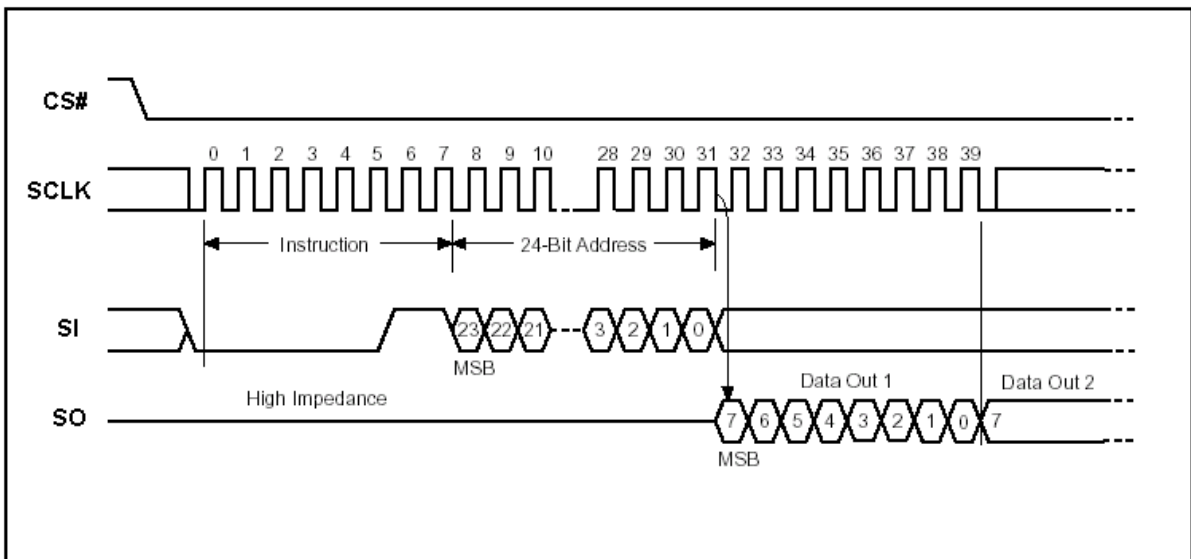 CS#
0 1 2 3 4 5 6 7 8 9 10 28 29 30 31 32 33 34 35 36 37 38 39
SCLK
Instruction 24-Bit Address
SI 23 22 21 3 2 1 0
MSB
High Impedance Data Out 1 Data Out 2
SO 7 6 5 4 3 2 1 0 7
MSB